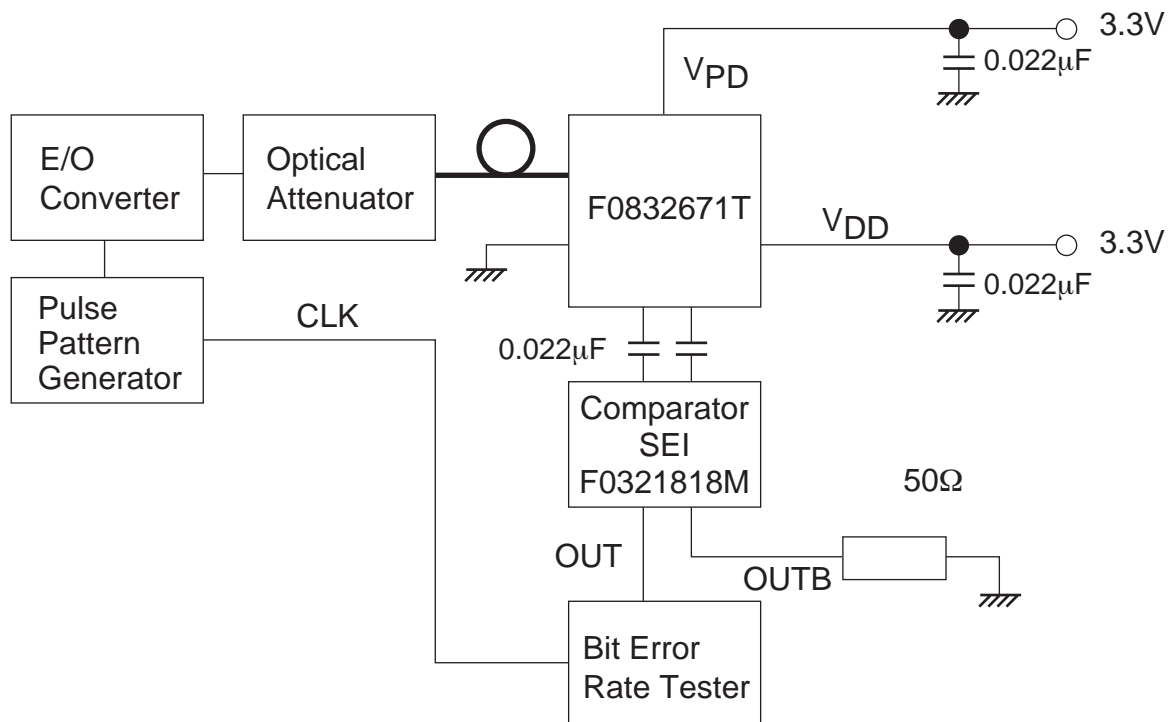 3.3V
VPD
0.022μF
E/O
Converter
Optical
Attenuator
F0832671T
VDD
3.3V
0.022μF
Pulse
Pattern
Generator
CLK
0.022μF
Comparator
SEI
F0321818M
50Ω
OUT
OUTB
Bit Error
Rate Tester